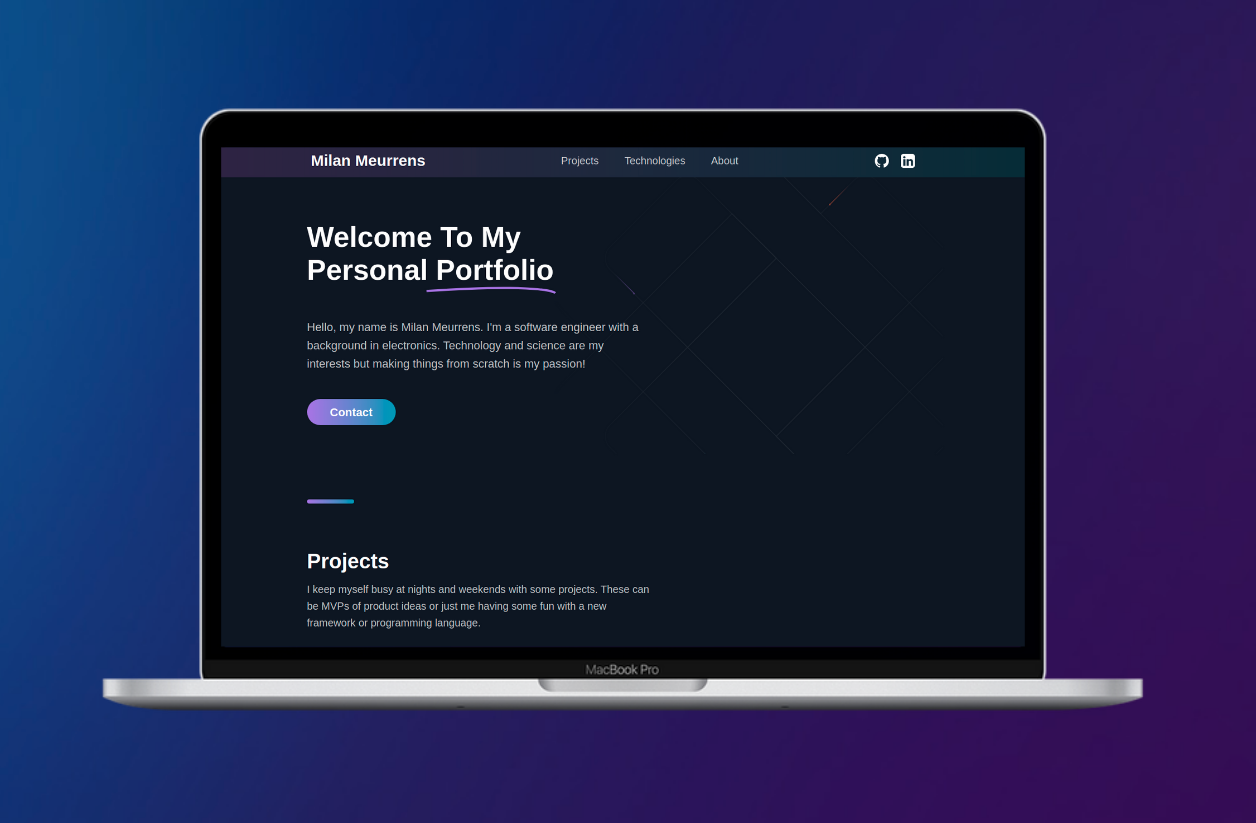 Milan Meurrens
Projects
Technologies
About
Welcome To My
Personal Portfolio
Hello, my name is Milan Meurrens. I'm a software engineer with a
background in electronics. Technology and science are my
interests but making things from scratch is my passion!
Contact
Projects
I keep myself busy at nights and weekends with some projects. These can
be MVPs of product ideas or just me having some fun with a new
framework or programming language.
MacBook Pro